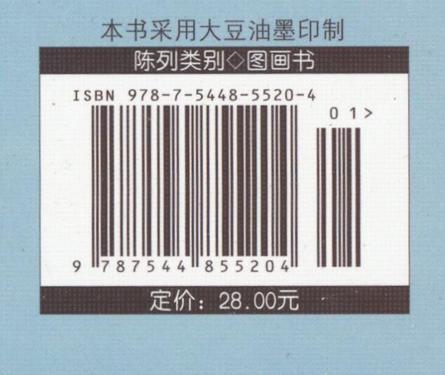 本书采用大豆油墨印制
陈列类别◇图画书
ISBN 978-7-5448-5520-4
01>
9 787544 855204
定价：28.00元